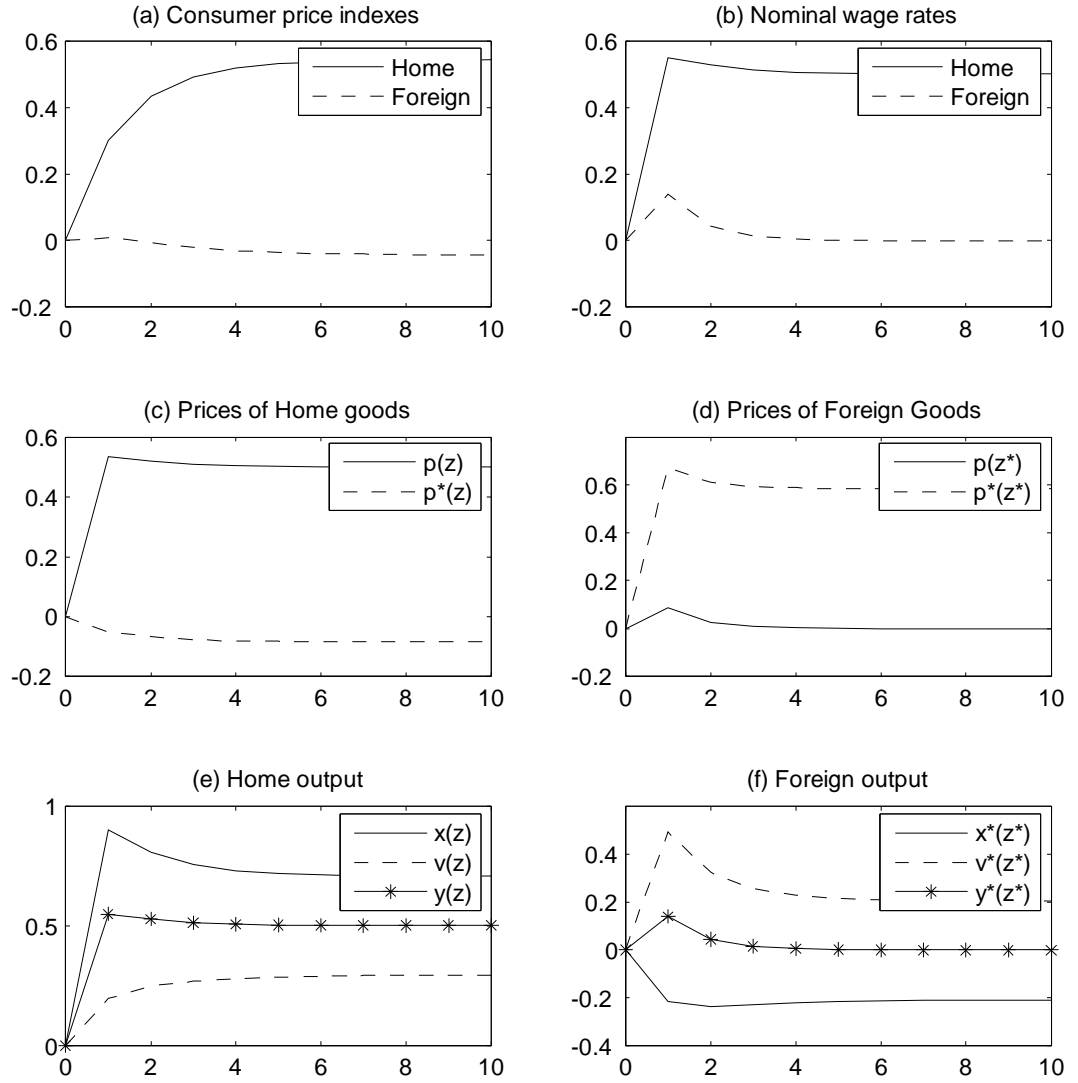 (a) Consumer price indexes
0.6
0.4
0.2
0
-0.2
0 2 4 6 8 10
Home
Foreign
(b) Nominal wage rates
0.6
0.4
0.2
0
-0.2
0 2 4 6 8 10
Home
Foreign
(c) Prices of Home goods
0.6
0.4
0.2
0
-0.2
0 2 4 6 8 10
p(z)
p*(z)
(d) Prices of Foreign Goods
0.6
0.4
0.2
0
-0.2
0 2 4 6 8 10
p(z*)
p*(z*)
(e) Home output
1
0.5
0
0 2 4 6 8 10
x(z)
v(z)
y(z)
(f) Foreign output
0.4
0.2
0
-0.2
-0.4
0 2 4 6 8 10
x*(z*)
v*(z*)
y*(z*)